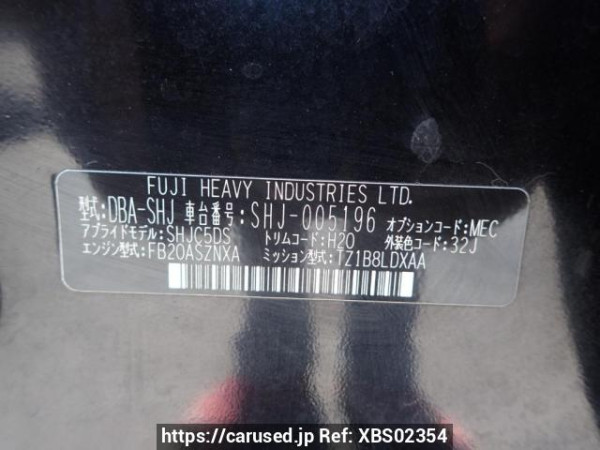 FUJI HEAVY INDUSTRIES LTD.
型式:DBA-SHJ 車台番号:SHJ-005196 オプションコード:MEC
アプライドモデル:SHJC5DS トリムコード:H20 外装色コード:32J
エンジン型式:FB20ASZNXA ミッション型式:TZ1B8LDXAA
https://carused.jp Ref: XBS02354